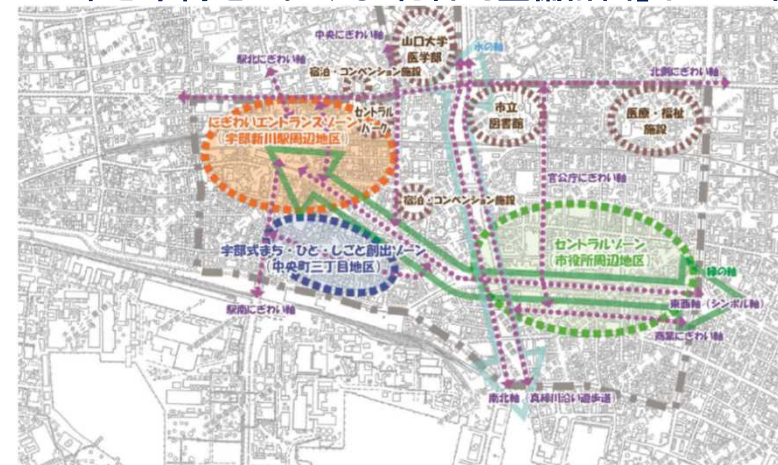 中央にぎわい軸
山口大学
医学部
水の軸
駅北にぎわい軸
宿泊・コンベンション施設
北側にぎわい軸
にぎわいエントランスゾーン
(宇部新川駅周辺地区)
セントラル
パーク
市立
図書館
医療・福祉
施設
官公庁にぎわい軸
宿泊・コンベンション施設
宇部式まち・ひと・しごと創出ゾーン
(中央町三丁目地区)
セントラルゾーン
(市役所周辺地区)
緑の軸
東西軸(シンボル軸)
駅南にぎわい軸
商業にぎわい軸
南北軸(真締川沿い遊歩道)